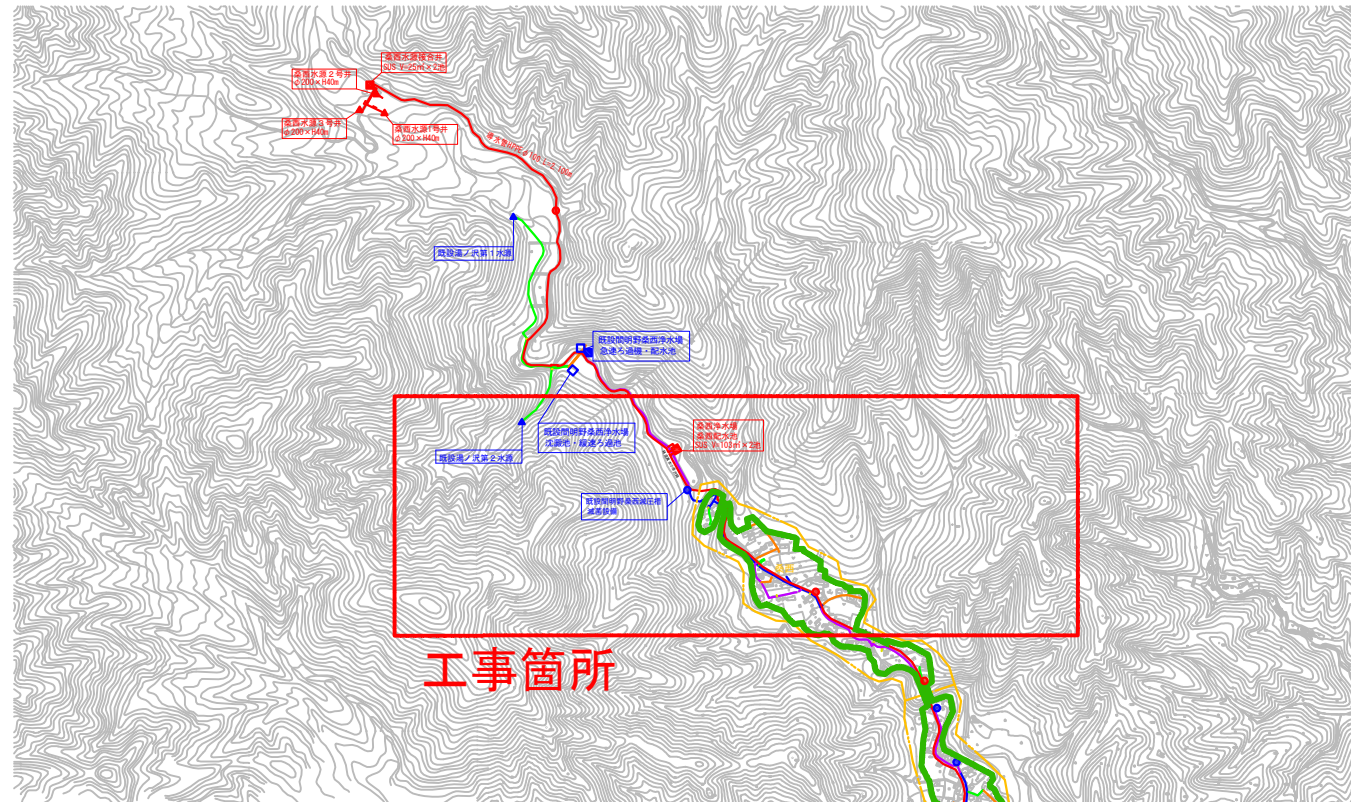 桑西水源接合井
SUS V=25㎥×2池
桑西水源２号井
φ200×H40m
桑西水源３号井
φ200×H40m
桑西水源1号井
φ200×H40m
既設湯ノ沢第１水源
既設間明野桑西浄水場
急速ろ過機・配水池
既設間明野桑西浄水場
沈澱池・緩速ろ過池
既設湯ノ沢第２水源
桑西浄水場
桑西配水池
SUS V=103㎥×2池
既設間明野桑西減圧槽
滅菌設備
工事箇所